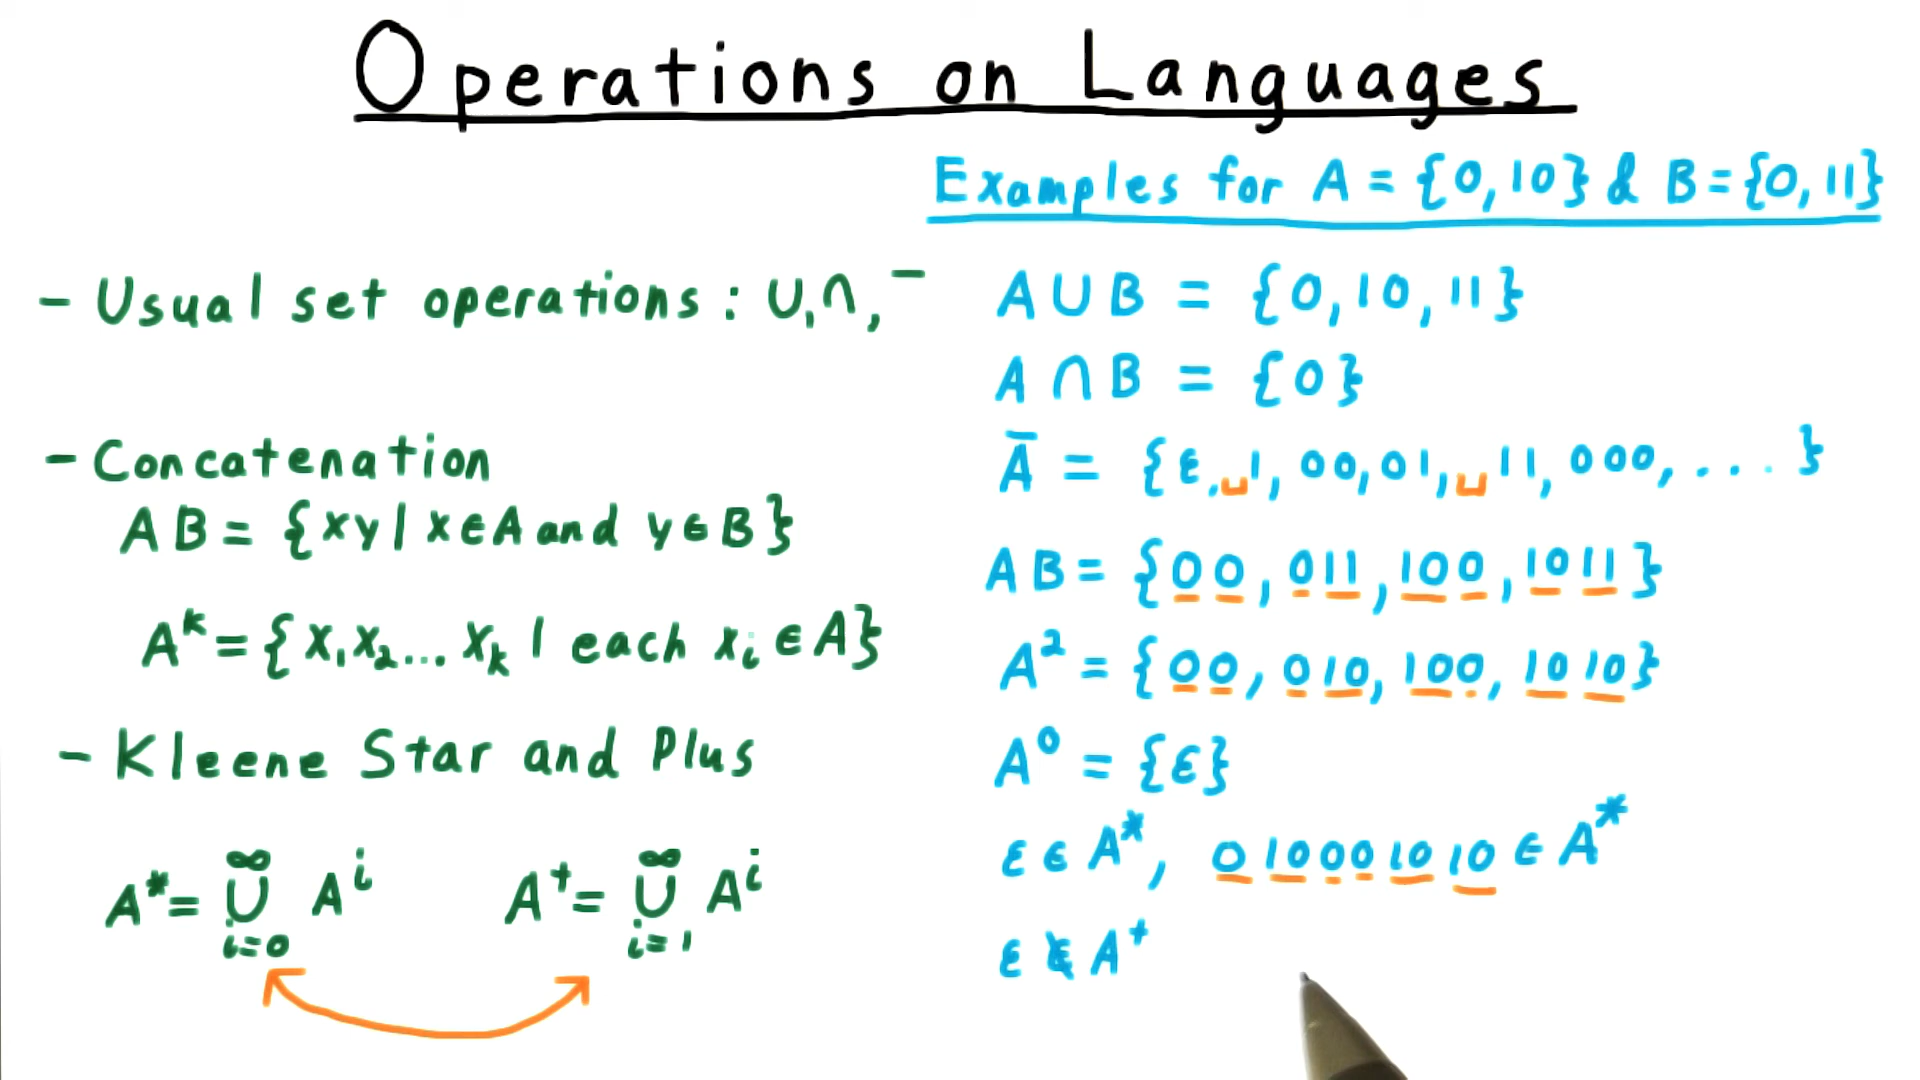 Operations on Languages
Examples for A = {0,10} & B={0,11}
- Usual set operations: ∪,∩, ‾
A∪B = {0,10,11}
A∩B = {0}
A̅ = {ε,␣1,00,01,␣11,000,....}
- Concatenation
AB = {xy | x∈A and y∈B}
AB = {00,011,100,1011}
Aᵏ = {x₁x₂...xₖ | each xᵢ∈A}
A² = {00,010,100,1010}
A⁰ = {ε}
- Kleene Star and Plus
A* = ∞∪i=0 Aⁱ
A⁺ = ∞∪i=1 Aⁱ
ε∈A*, 010001010∈A*
ε∉A⁺